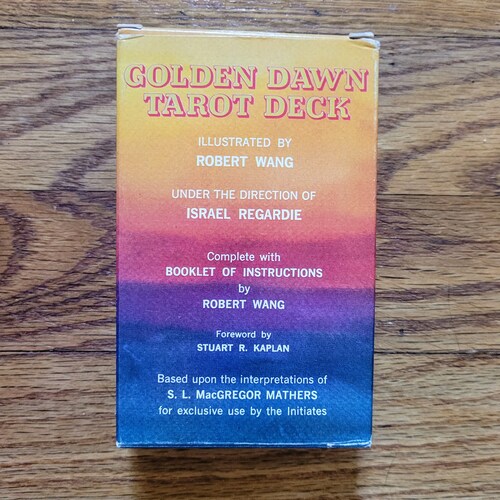 GOLDEN DAWN
TAROT DECK
ILLUSTRATED BY
ROBERT WANG
UNDER THE DIRECTION OF
ISRAEL REGARDIE
Complete with
BOOKLET OF INSTRUCTIONS
by
ROBERT WANG
Foreword by
STUART R. KAPLAN
Based upon the interpretations of
S. L. MacGREGOR MATHERS
for exclusive use by the Initiates